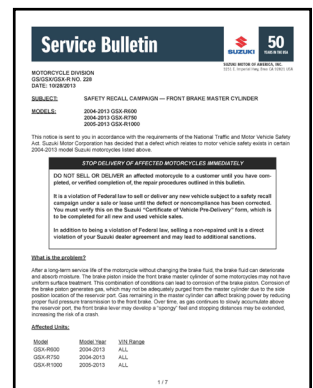 Service Bulletin
SUZUKI
50
YEARS IN THE USA
SUZUKI MOTOR OF AMERICA, INC.
3251 E. Imperial Hwy, Brea, CA 92821 USA
MOTORCYCLE DIVISION
GS/GSX/GSX-R NO. 228
DATE: 10/28/2013
SUBJECT: SAFETY RECALL CAMPAIGN — FRONT BRAKE MASTER CYLINDER
MODELS: 2004-2013 GSX-R600
2004-2013 GSX-R750
2005-2013 GSX-R1000
This notice is sent to you in accordance with the requirements of the National Traffic and Motor Vehicle Safety
Act. Suzuki Motor Corporation has decided that a defect which relates to motor vehicle safety exists in certain
2004-2013 model Suzuki motorcycles listed above.
STOP DELIVERY OF AFFECTED MOTORCYCLES IMMEDIATELY
DO NOT SELL OR DELIVER an affected motorcycle to a customer until you have com-
pleted, or verified completion of, the repair procedures outlined in this bulletin.
It is a violation of Federal law to sell or deliver any new vehicle subject to a safety recall
campaign under a sale or lease until the defect or noncompliance has been corrected.
You must verify this on the Suzuki "Certificate of Vehicle Pre-Delivery" form, which is
to be completed for all new and used vehicle sales.
In addition to being a violation of Federal law, selling a non-repaired unit is a direct
violation of your Suzuki dealer agreement and may lead to additional sanctions.
What is the problem?
After a long-term service life of the motorcycle without changing the brake fluid, the brake fluid can deteriorate
and absorb moisture. The brake piston inside the front brake master cylinder of some motorcycles may not have
uniform surface treatment. This combination of conditions can lead to corrosion of the brake piston. Corrosion of
the brake piston generates gas, which may not be adequately purged from the master cylinder due to the side
position location of the reservoir port. Gas remaining in the master cylinder can affect braking power by reducing
proper fluid pressure transmission to the front brake. Over time, as gas continues to slowly accumulate above
the reservoir port, the front brake lever may develop a "spongy" feel and stopping distances may be extended,
increasing the risk of a crash.
Affected Units:
Model Model Year VIN Range
GSX-R600 2004-2013 ALL
GSX-R750 2004-2013 ALL
GSX-R1000 2005-2013 ALL
1 / 7